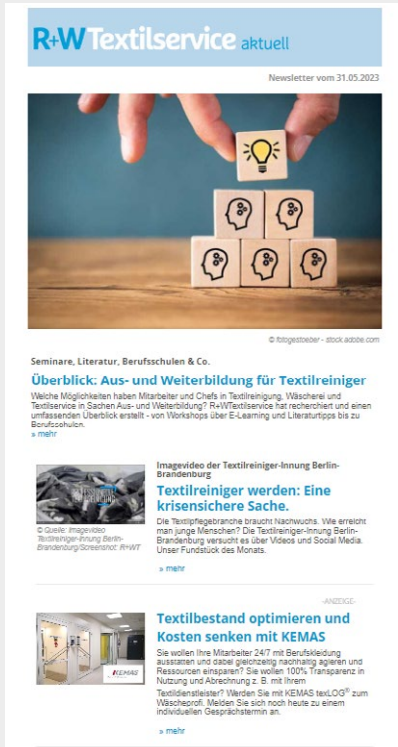 R+W Textilservice aktuell
Newsletter vom 31.05.2023
© fotogestoeber - stock.adobe.com
Seminare, Literatur, Berufsschulen & Co.
Überblick: Aus- und Weiterbildung für Textilreiniger
Welche Möglichkeiten haben Mitarbeiter und Chefs in Textilreinigung, Wäscherei und
Textilservice in Sachen Aus- und Weiterbildung? R+WTextilservice hat recherchiert und einen
umfassenden Überblick erstellt - von Workshops über E-Learning und Literaturtipps bis zu
Berufsschulen.
» mehr
Imagevideo der Textilreiniger-Innung Berlin-
Brandenburg
Textilreiniger werden: Eine
krisensichere Sache.
Die Textilpflegebranche braucht Nachwuchs. Wie erreicht
man junge Menschen? Die Textilreiniger-Innung Berlin-
Brandenburg versucht es über Videos und Social Media.
Unser Fundstück des Monats.
» mehr
© Quelle: Imagevideo
Textilreiniger-Innung Berlin-
Brandenburg/Screenshot: R+WT
-ANZEIGE-
Textilbestand optimieren und
Kosten senken mit KEMAS
Sie wollen Ihre Mitarbeiter 24/7 mit Berufskleidung
ausstatten und dabei gleichzeitig nachhaltig agieren und
Ressourcen einsparen? Sie wollen 100% Transparenz in
Nutzung und Abrechnung z. B. mit Ihrem
Textildienstleister? Werden Sie mit KEMAS texLOG® zum
Wäscheprofi. Melden Sie sich noch heute zu einem
individuellen Gesprächstermin an.
» mehr
KEMAS